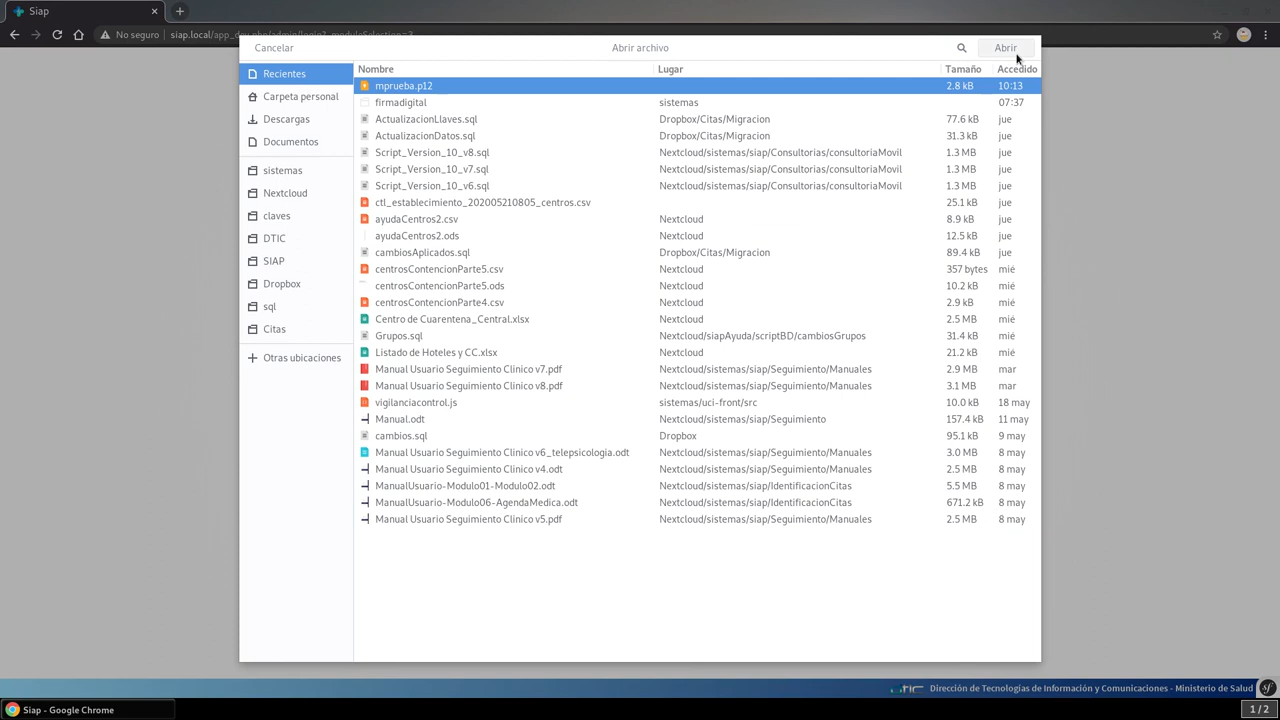 Siap
No seguro siap.local/app_dev.php/admin/login?_moduleSelection=3
Cancelar Abrir archivo Abrir
Recientes
Carpeta personal
Descargas
Documentos
sistemas
Nextcloud
claves
DTIC
SIAP
Dropbox
sql
Citas
Otras ubicaciones
Nombre Lugar Tamaño Accedido
mprueba.p12 2.8 kB 10:13
firmadigital sistemas 07:37
ActualizacionLlaves.sql Dropbox/Citas/Migracion 77.6 kB jue
ActualizacionDatos.sql Dropbox/Citas/Migracion 31.3 kB jue
Script_Version_10_v8.sql Nextcloud/sistemas/siap/Consultorias/consultoriaMovil 1.3 MB jue
Script_Version_10_v7.sql Nextcloud/sistemas/siap/Consultorias/consultoriaMovil 1.3 MB jue
Script_Version_10_v6.sql Nextcloud/sistemas/siap/Consultorias/consultoriaMovil 1.3 MB jue
ctl_establecimiento_202005210805_centros.csv 25.1 kB jue
ayudaCentros2.csv Nextcloud 8.9 kB jue
ayudaCentros2.ods Nextcloud 12.5 kB jue
cambiosAplicados.sql Dropbox/Citas/Migracion 89.4 kB jue
centrosContencionParte5.csv Nextcloud 357 bytes mié
centrosContencionParte5.ods Nextcloud 10.2 kB mié
centrosContencionParte4.csv Nextcloud 2.9 kB mié
Centro de Cuarentena_Central.xlsx Nextcloud 2.5 MB mié
Grupos.sql Nextcloud/siapAyuda/scriptBD/cambiosGrupos 31.4 kB mié
Listado de Hoteles y CC.xlsx Nextcloud 21.2 kB mié
Manual Usuario Seguimiento Clinico v7.pdf Nextcloud/sistemas/siap/Seguimiento/Manuales 2.9 MB mar
Manual Usuario Seguimiento Clinico v8.pdf Nextcloud/sistemas/siap/Seguimiento/Manuales 3.1 MB mar
vigilanciacontrol.js sistemas/uci-front/src 10.0 kB 18 may
Manual.odt Nextcloud/sistemas/siap/Seguimiento 157.4 kB 11 may
cambios.sql Dropbox 95.1 kB 9 may
Manual Usuario Seguimiento Clinico v6_telepsicologia.odt Nextcloud/sistemas/siap/Seguimiento/Manuales 3.0 MB 8 may
Manual Usuario Seguimiento Clinico v4.odt Nextcloud/sistemas/siap/Seguimiento/Manuales 2.5 MB 8 may
ManualUsuario-Modulo01-Modulo02.odt Nextcloud/sistemas/siap/IdentificacionCitas 5.5 MB 8 may
ManualUsuario-Modulo06-AgendaMedica.odt Nextcloud/sistemas/siap/IdentificacionCitas 671.2 kB 8 may
Manual Usuario Seguimiento Clinico v5.pdf Nextcloud/sistemas/siap/Seguimiento/Manuales 2.5 MB 8 may
Dirección de Tecnologías de Información y Comunicaciones - Ministerio de Salud
Siap - Google Chrome 1 / 2